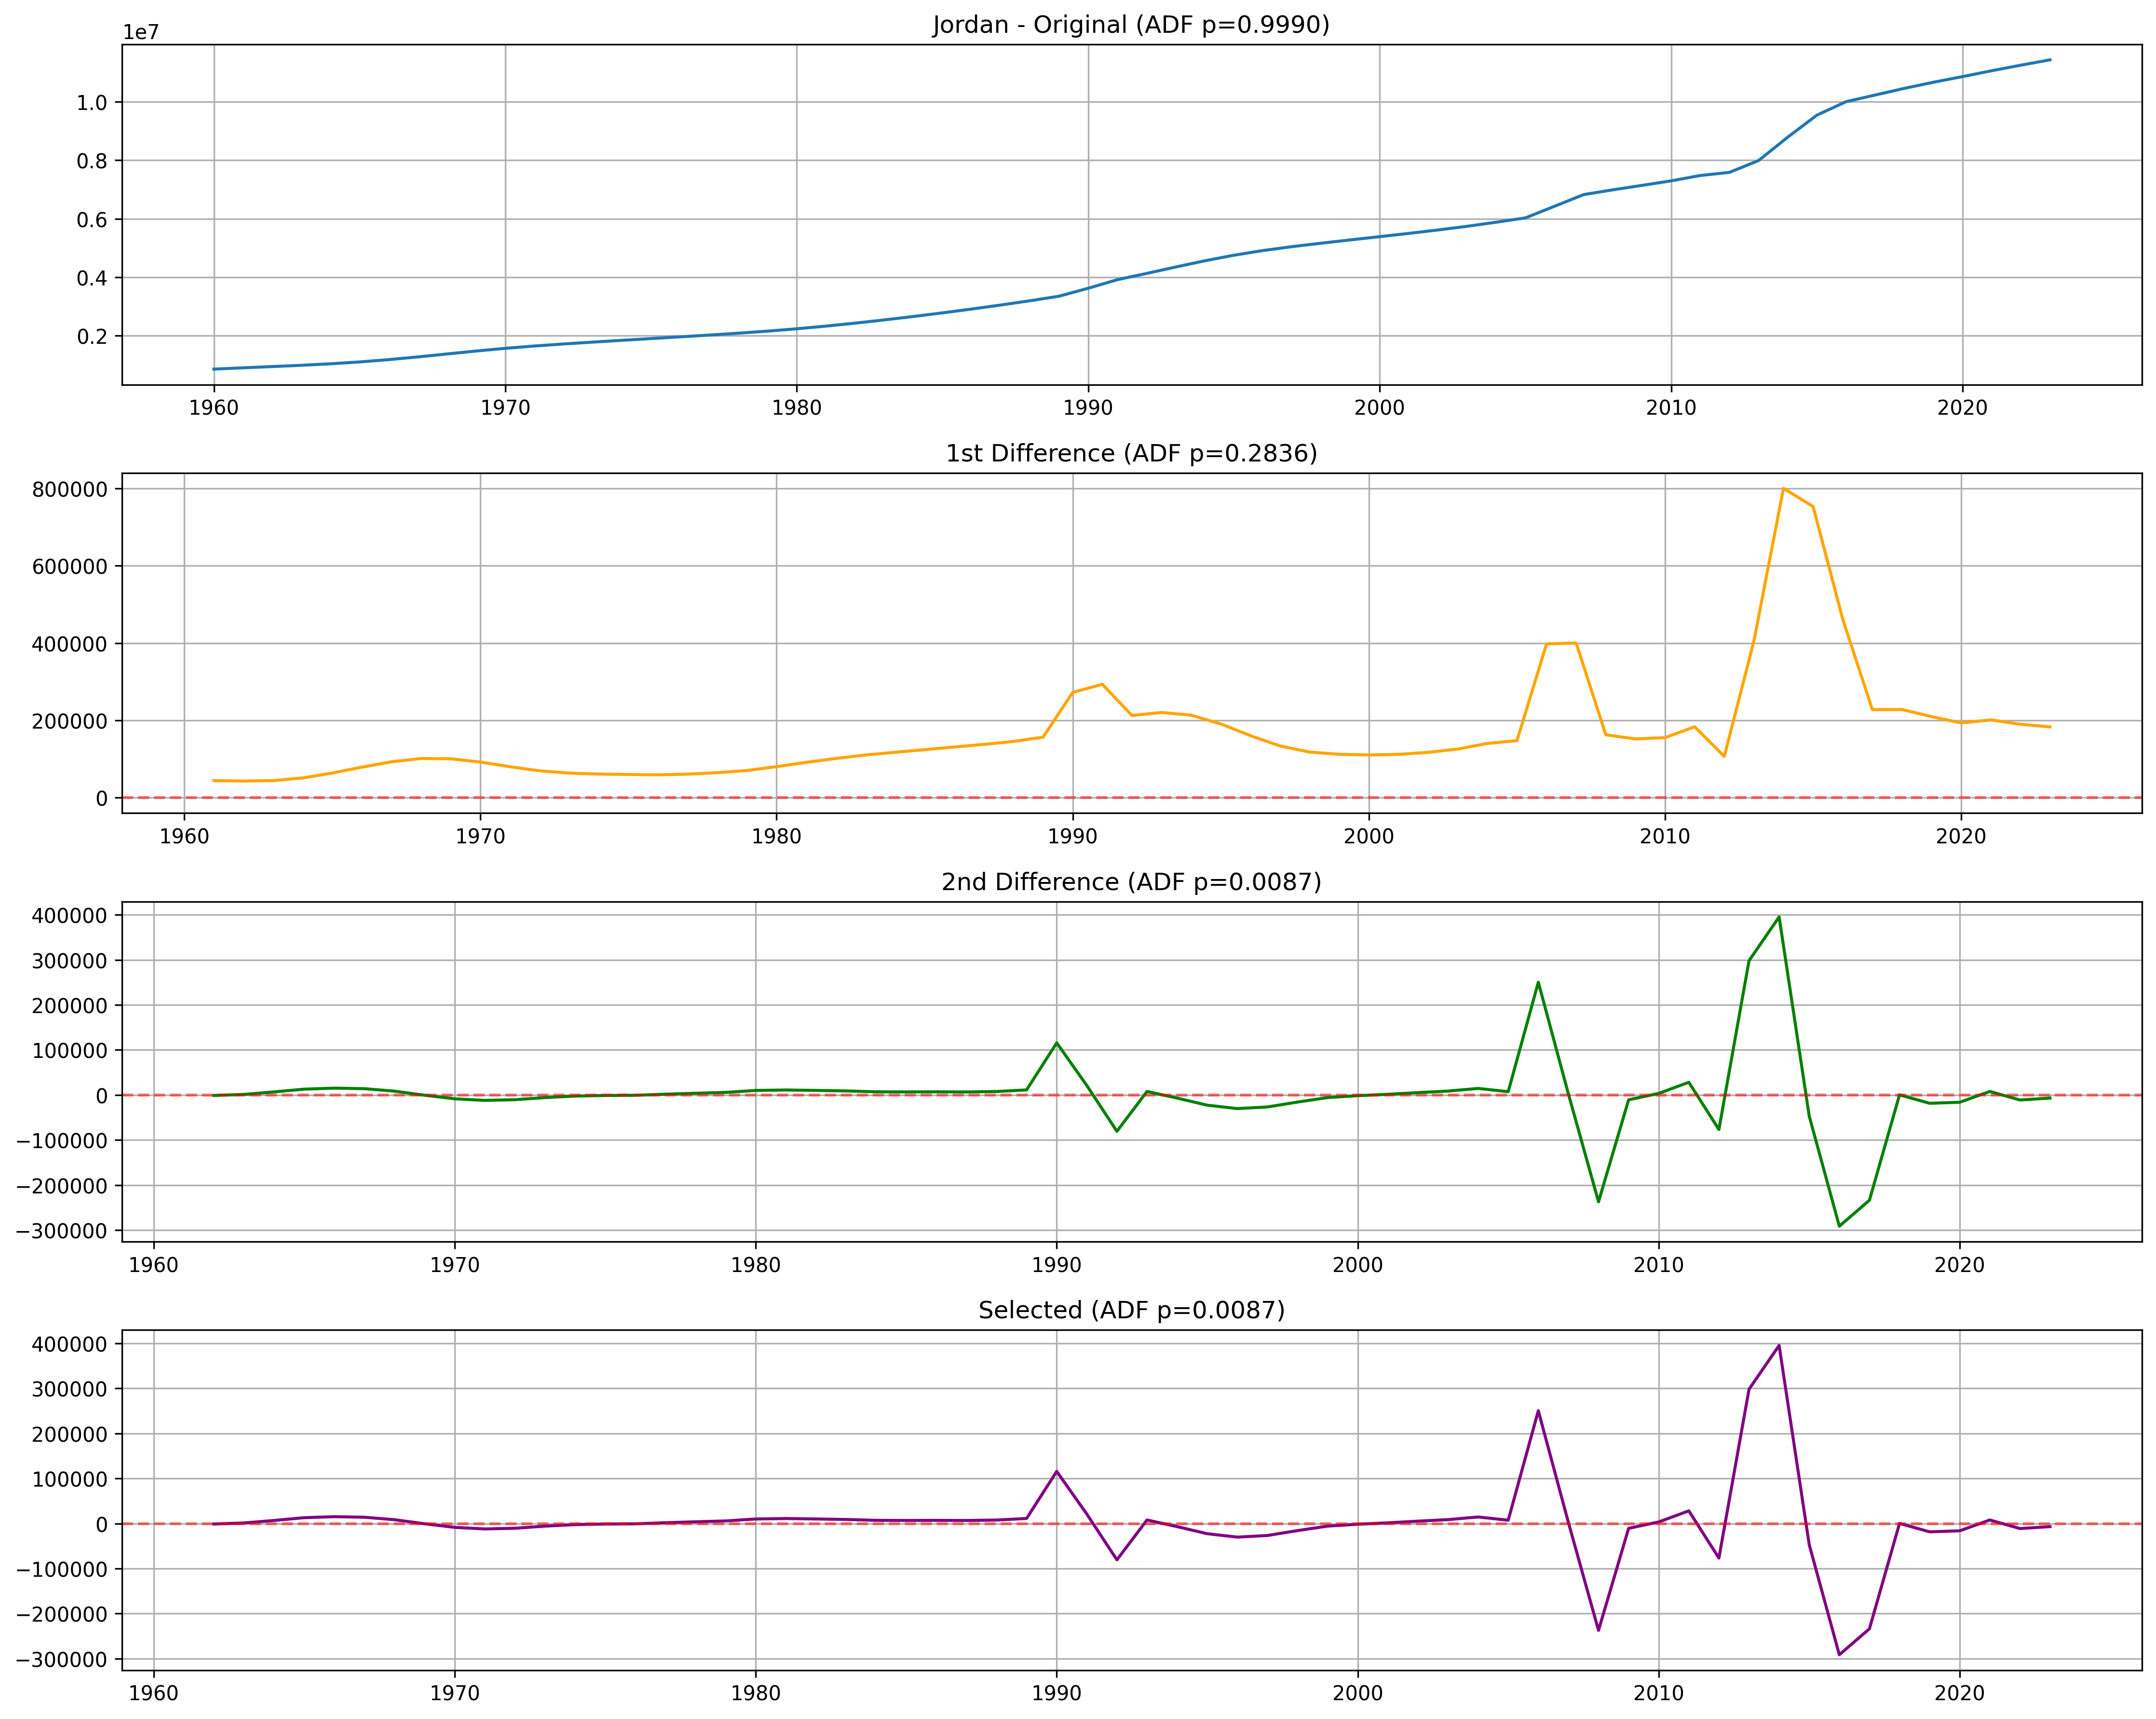 Jordan - Original (ADF p=0.9990)
1e7
1.0
0.8
0.6
0.4
0.2
1960 1970 1980 1990 2000 2010 2020
1st Difference (ADF p=0.2836)
800000
600000
400000
200000
0
1960 1970 1980 1990 2000 2010 2020
2nd Difference (ADF p=0.0087)
400000
300000
200000
100000
0
−100000
−200000
−300000
1960 1970 1980 1990 2000 2010 2020
Selected (ADF p=0.0087)
400000
300000
200000
100000
0
−100000
−200000
−300000
1960 1970 1980 1990 2000 2010 2020